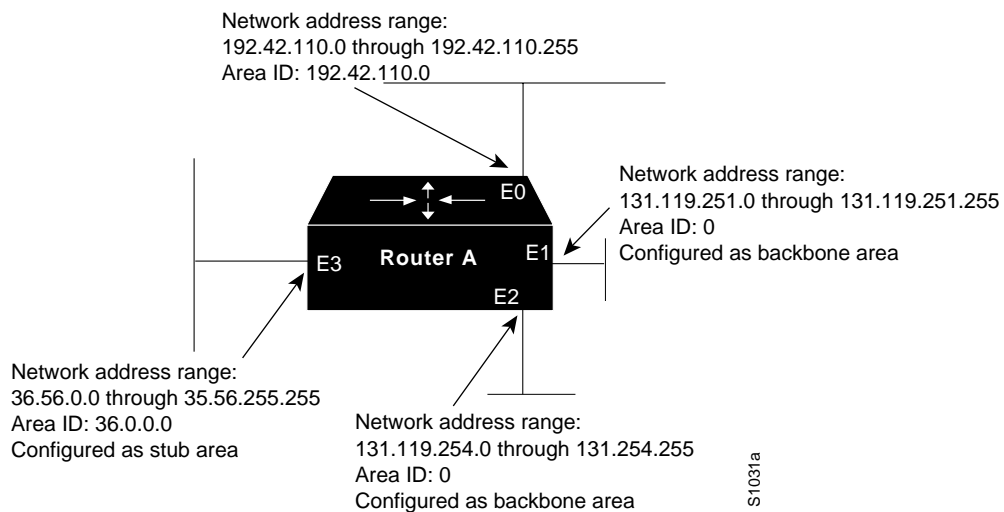 Network address range:
192.42.110.0 through 192.42.110.255
Area ID: 192.42.110.0
E0
Network address range:
131.119.251.0 through 131.119.251.255
Area ID: 0
Configured as backbone area
E3
Router A
E1
E2
Network address range:
36.56.0.0 through 35.56.255.255
Area ID: 36.0.0.0
Configured as stub area
Network address range:
131.119.254.0 through 131.254.255
Area ID: 0
Configured as backbone area
S1031a